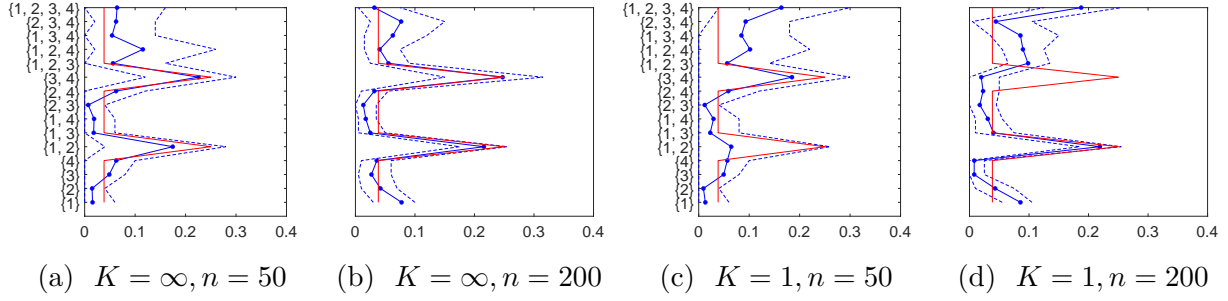 {1, 2, 3, 4}
{2, 3, 4}
{1, 3, 4}
{1, 2, 4}
{1, 2, 3}
{3, 4}
{2, 4}
{2, 3}
{1, 4}
{1, 3}
{1, 2}
{4}
{3}
{2}
{1}
0 0.1 0.2 0.3 0.4
(a) K = ∞, n = 50
0 0.1 0.2 0.3 0.4
(b) K = ∞, n = 200
{1, 2, 3, 4}
{2, 3, 4}
{1, 3, 4}
{1, 2, 4}
{1, 2, 3}
{3, 4}
{2, 4}
{2, 3}
{1, 4}
{1, 3}
{1, 2}
{4}
{3}
{2}
{1}
0 0.1 0.2 0.3 0.4
(c) K = 1, n = 50
0 0.1 0.2 0.3 0.4
(d) K = 1, n = 200